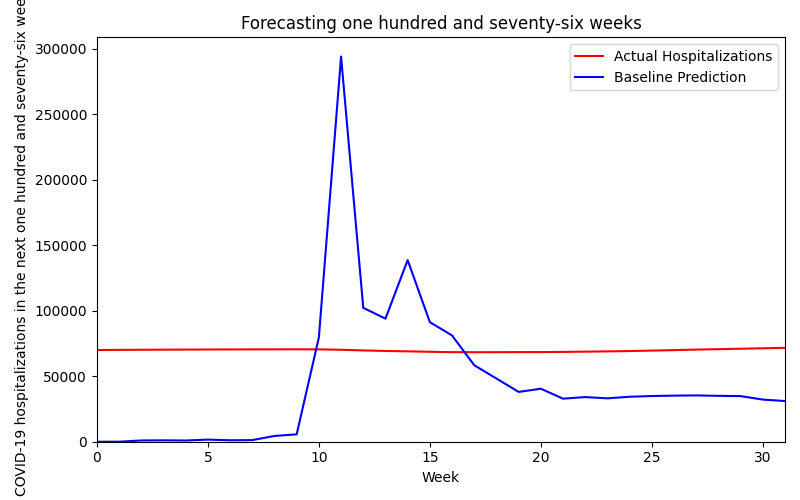 Forecasting one hundred and seventy-six weeks
COVID-19 hospitalizations in the next one hundred and seventy-six
300000
250000
200000
150000
100000
50000
0
Actual Hospitalizations
Baseline Prediction
0 5 10 15 20 25 30
Week